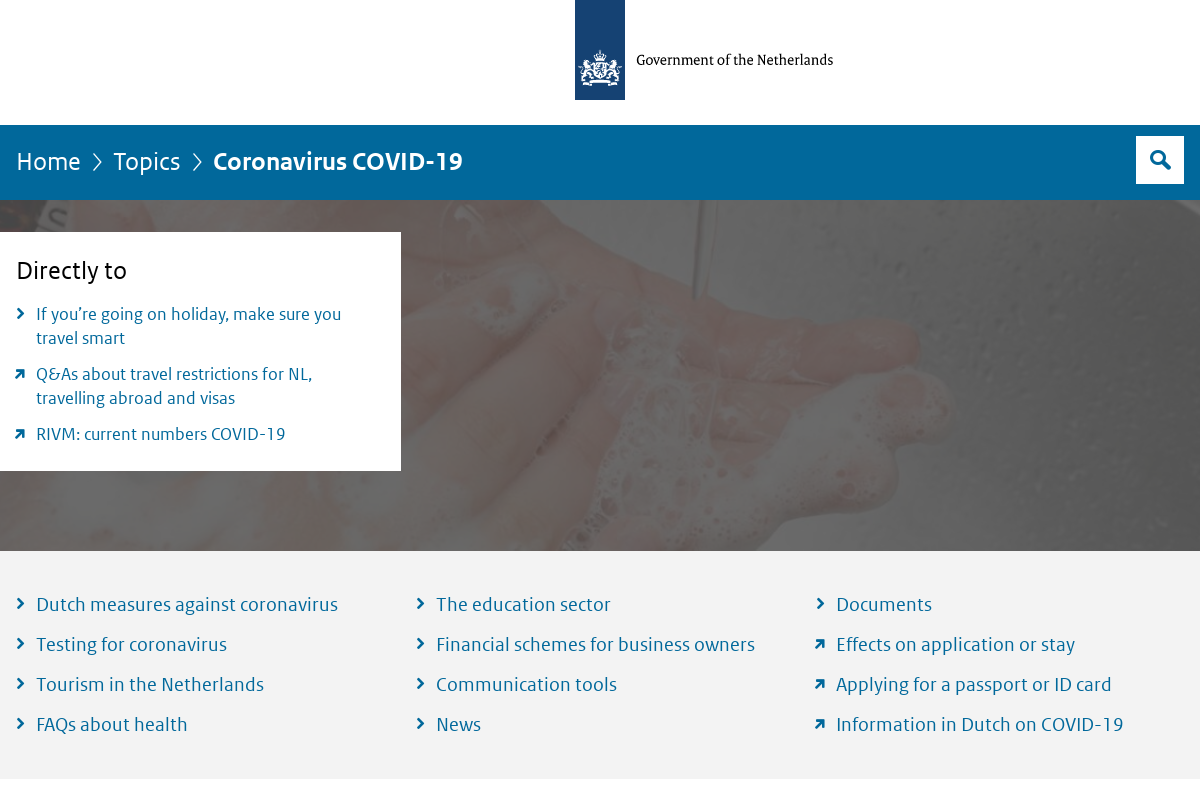 Government of the Netherlands
Home
Topics
Coronavirus COVID-19
Directly to
If you’re going on holiday, make sure you
travel smart
Q&As about travel restrictions for NL,
travelling abroad and visas
RIVM: current numbers COVID-19
Dutch measures against coronavirus
Testing for coronavirus
Tourism in the Netherlands
FAQs about health
The education sector
Financial schemes for business owners
Communication tools
News
Documents
Effects on application or stay
Applying for a passport or ID card
Information in Dutch on COVID-19